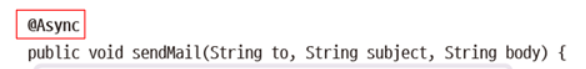 @Async
public void sendMail(String to, String subject, String body) {